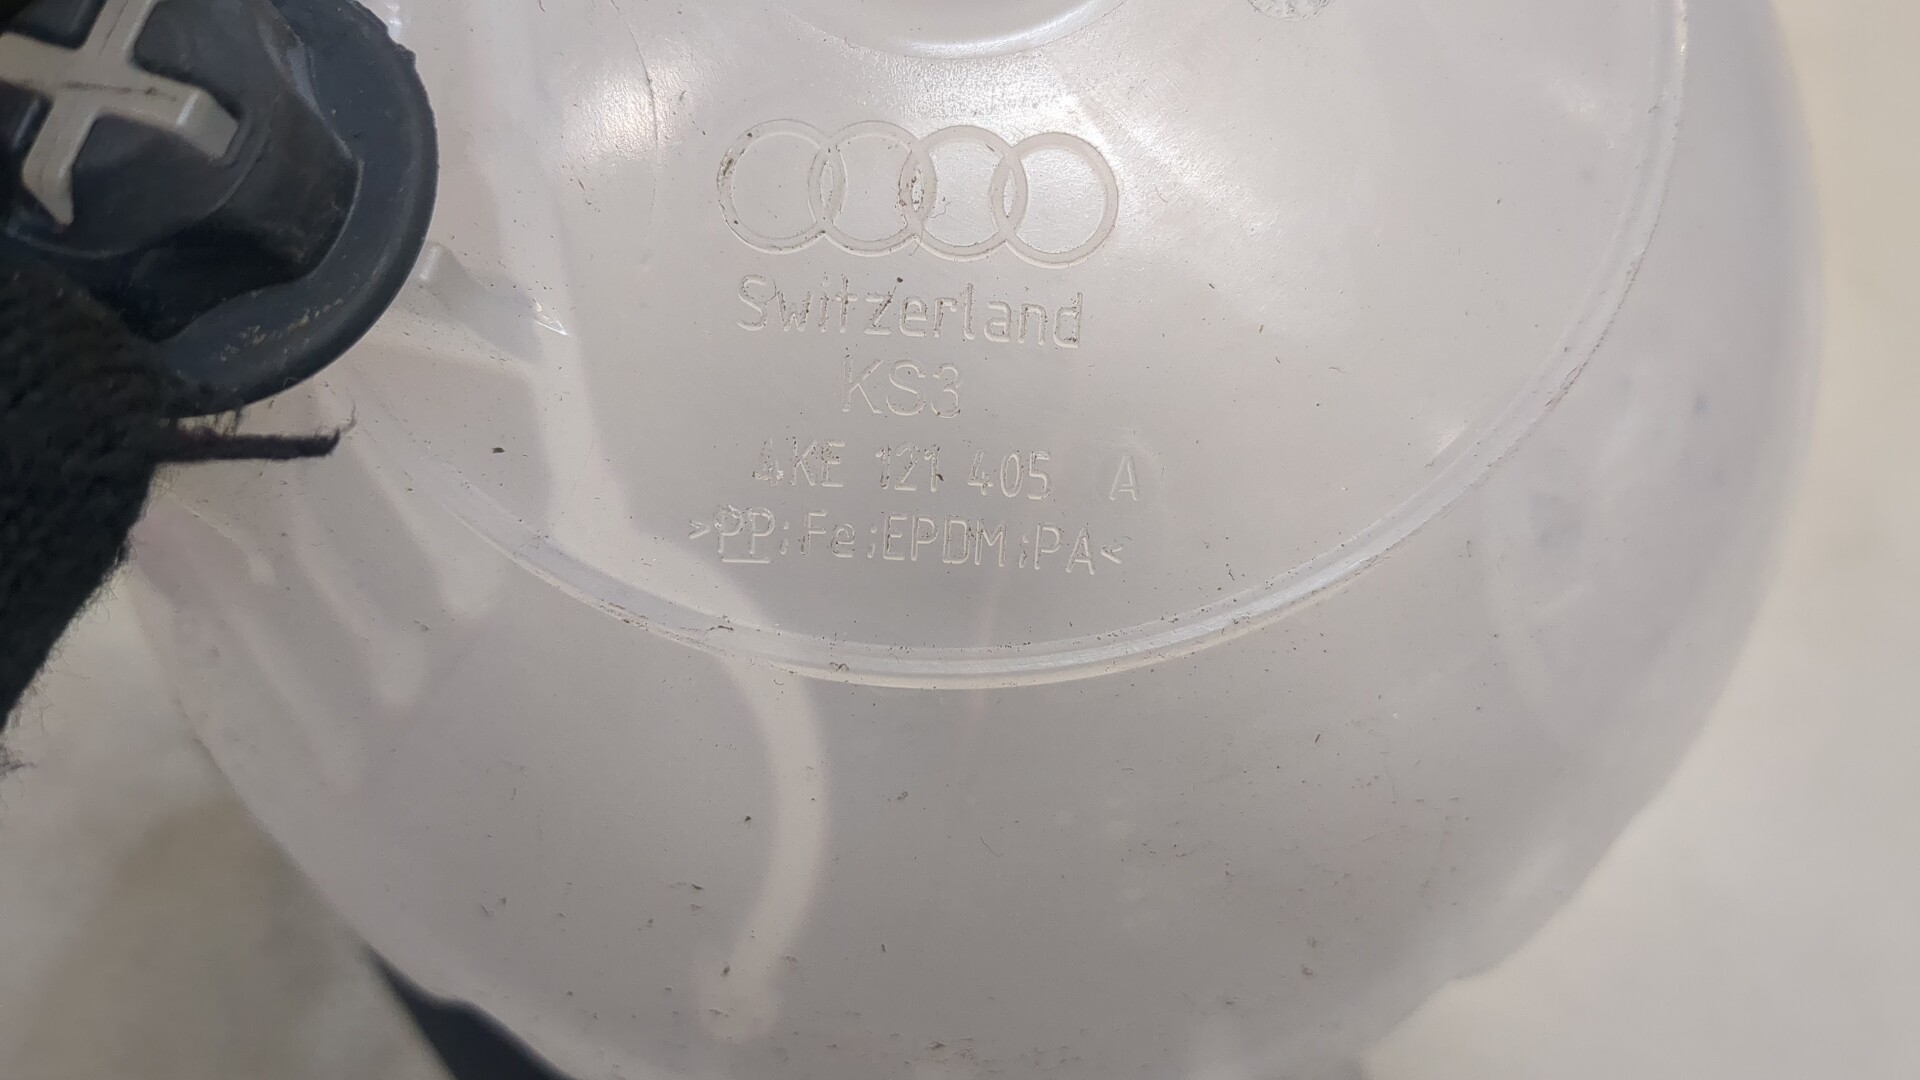 Switzerland
KS3
4KE 121 405 A
>PP;Fe;EPDM;PA<